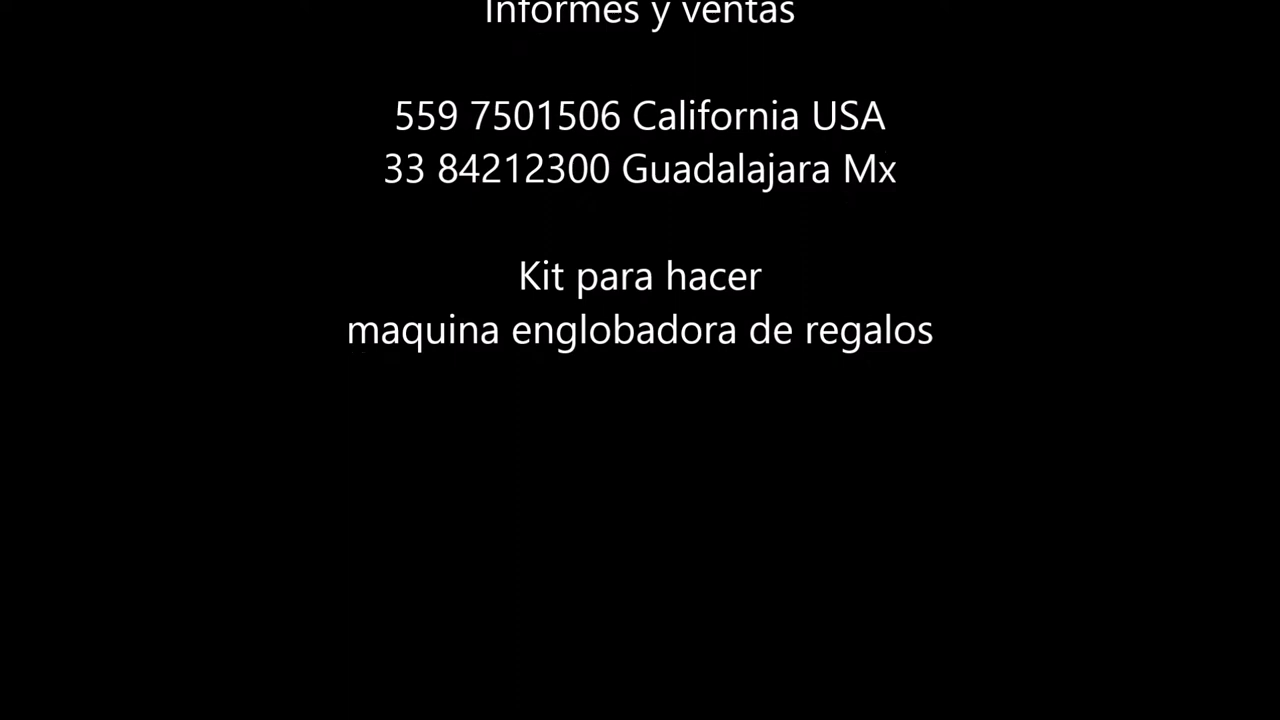 Informes y ventas
559 7501506 California USA
33 84212300 Guadalajara Mx
Kit para hacer
maquina englobadora de regalos